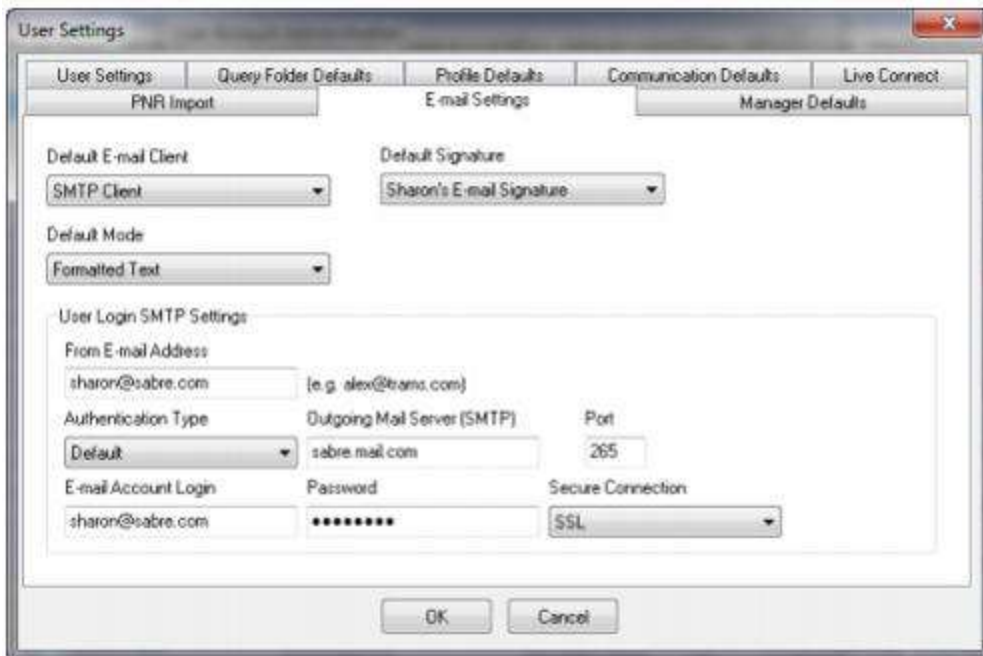 User Settings
User Settings Query Folder Defaults Profile Defaults Communication Defaults Live Connect
PNR Import E-mail Settings Manager Defaults
Default E-mail Client Default Signature
SMTP Client Sharon's E-mail Signature
Default Mode
Formatted Text
User Login SMTP Settings
From E-mail Address
sharon@sabre.com (e.g. alex@trams.com)
Authentication Type Outgoing Mail Server (SMTP) Port
Default sabre.mail.com 265
E-mail Account Login Password Secure Connection
sharon@sabre.com •••••••• SSL
OK Cancel